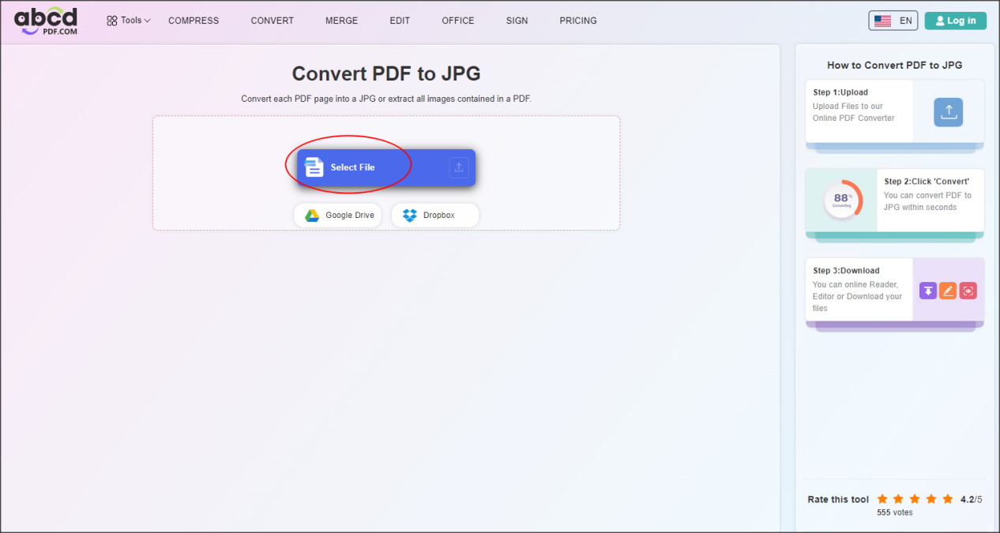 abcd
PDF.COM
Tools
COMPRESS
CONVERT
MERGE
EDIT
OFFICE
SIGN
PRICING
EN
Log in
Convert PDF to JPG
Convert each PDF page into a JPG or extract all images contained in a PDF.
Select File
Google Drive
Dropbox
How to Convert PDF to JPG
Step 1:Upload
Upload Files to our
Online PDF Converter
88%
Converting
Step 2:Click 'Convert'
You can convert PDF to
JPG within seconds
Step 3:Download
You can online Reader,
Editor or Download your
files
Rate this tool
4.2/5
555 votes